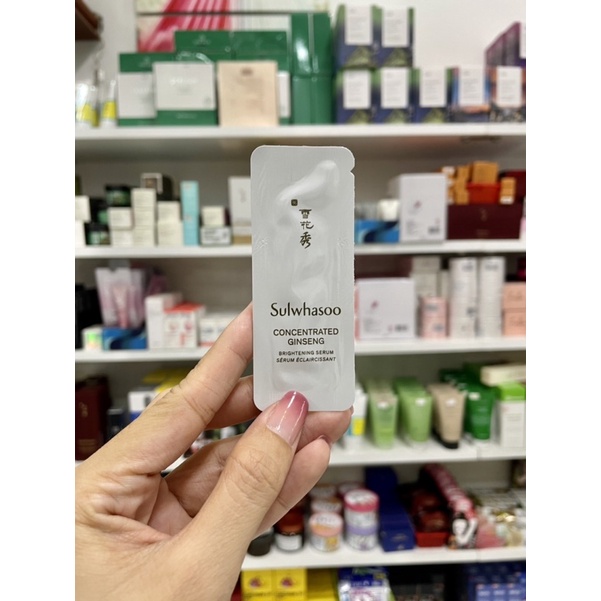 雪花秀
Sulwhasoo
CONCENTRATED
GINSENG
BRIGHTENING SERUM
SÉRUM ÉCLAIRCISSANT